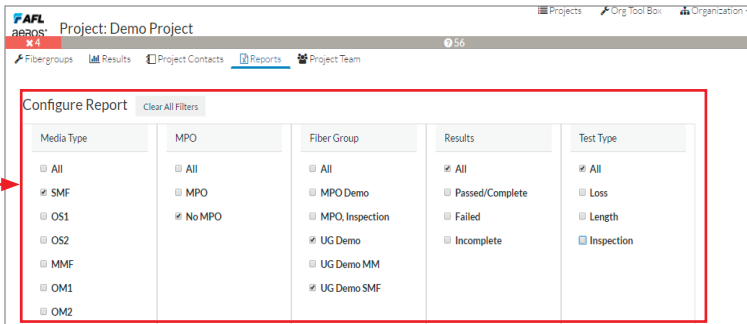 Projects Org Tool Box Organization
AFL
aeRos Project: Demo Project
4 56
Fibergroups Results Project Contacts Reports Project Team
Configure Report Clear All Filters
Media Type MPO Fiber Group Results Test Type
All All All All All
SMF MPO MPO Demo Passed/Complete Loss
OS1 No MPO MPO, Inspection Failed Length
OS2 UG Demo Incomplete Inspection
MMF UG Demo MM
OM1 UG Demo SMF
OM2